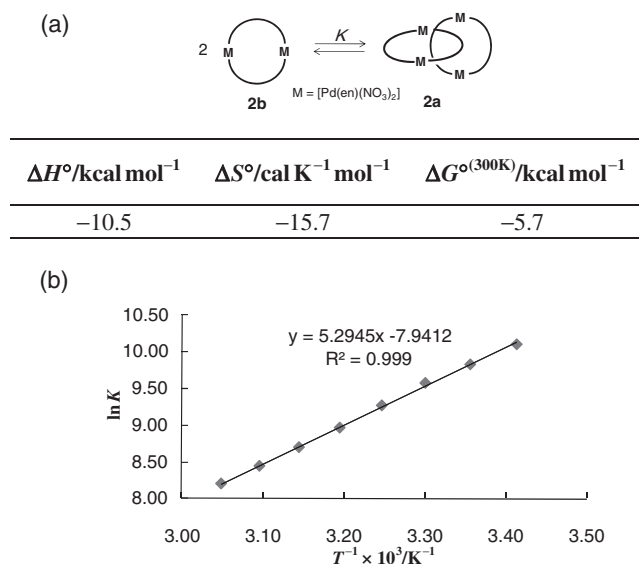 (a)
2 M M K M M M M
2b M = [Pd(en)(NO₃)₂] 2a
ΔH°/kcal mol⁻¹ ΔS°/cal K⁻¹ mol⁻¹ ΔG°⁽³⁰⁰ᴷ⁾/kcal mol⁻¹
−10.5 −15.7 −5.7
(b)
10.50
10.00
9.50
9.00
8.50
8.00
ln K
y = 5.2945x -7.9412
R² = 0.999
3.00 3.10 3.20 3.30 3.40 3.50
T⁻¹ × 10³/K⁻¹